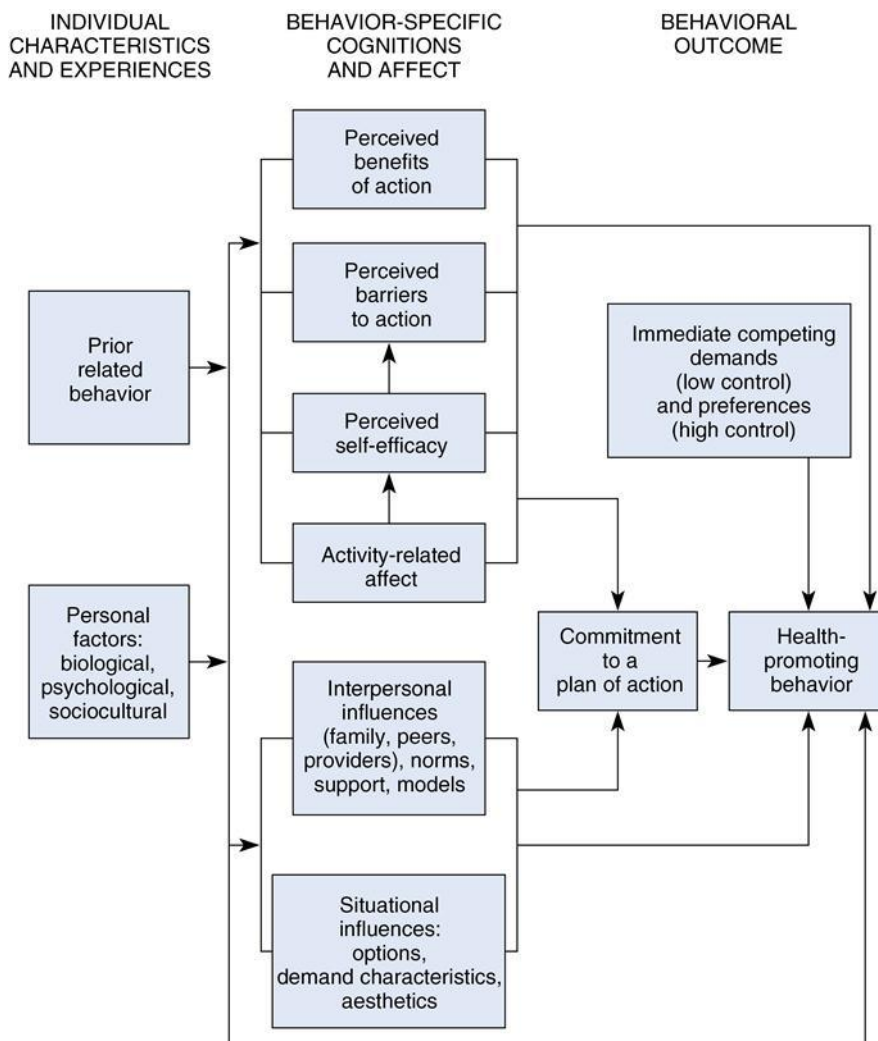 INDIVIDUAL
CHARACTERISTICS
AND EXPERIENCES
BEHAVIOR-SPECIFIC
COGNITIONS
AND AFFECT
BEHAVIORAL
OUTCOME
Perceived
benefits
of action
Perceived
barriers
to action
Prior
related
behavior
Immediate competing
demands
(low control)
and preferences
(high control)
Perceived
self-efficacy
Activity-related
affect
Personal
factors:
biological,
psychological,
sociocultural
Commitment
to a
plan of action
Health-
promoting
behavior
Interpersonal
influences
(family, peers,
providers), norms,
support, models
Situational
influences:
options,
demand characteristics,
aesthetics